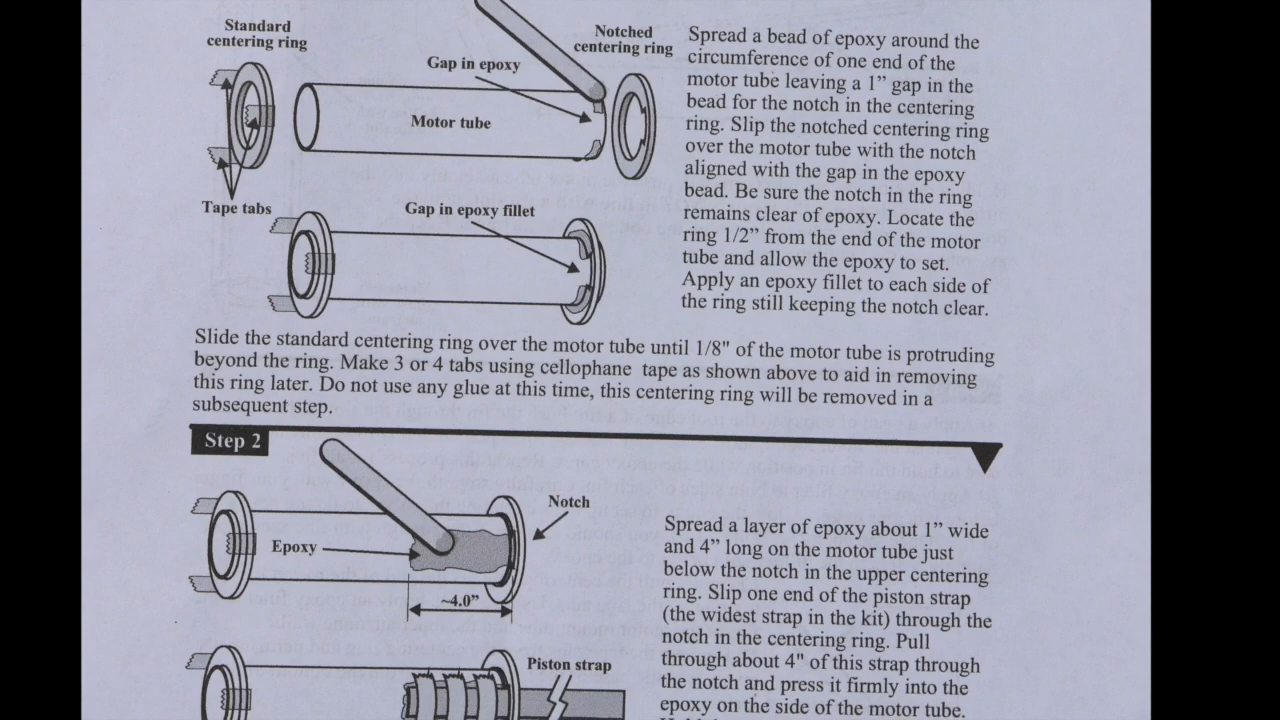 Standard
centering ring
Notched
centering ring
Gap in epoxy
Motor tube
Tape tabs
Gap in epoxy fillet
Spread a bead of epoxy around the
circumference of one end of the
motor tube leaving a 1” gap in the
bead for the notch in the centering
ring. Slip the notched centering ring
over the motor tube with the notch
aligned with the gap in the epoxy
bead. Be sure the notch in the ring
remains clear of epoxy. Locate the
ring 1/2” from the end of the motor
tube and allow the epoxy to set.
Apply an epoxy fillet to each side of
the ring still keeping the notch clear.
Slide the standard centering ring over the motor tube until 1/8" of the motor tube is protruding
beyond the ring. Make 3 or 4 tabs using cellophane tape as shown above to aid in removing
this ring later. Do not use any glue at this time, this centering ring will be removed in a
subsequent step.
Step 2
Notch
Epoxy
4.0”
Piston strap
Spread a layer of epoxy about 1” wide
and 4” long on the motor tube just
below the notch in the upper centering
ring. Slip one end of the piston strap
(the widest strap in the kit) through the
notch in the centering ring. Pull
through about 4" of this strap through
the notch and press it firmly into the
epoxy on the side of the motor tube.